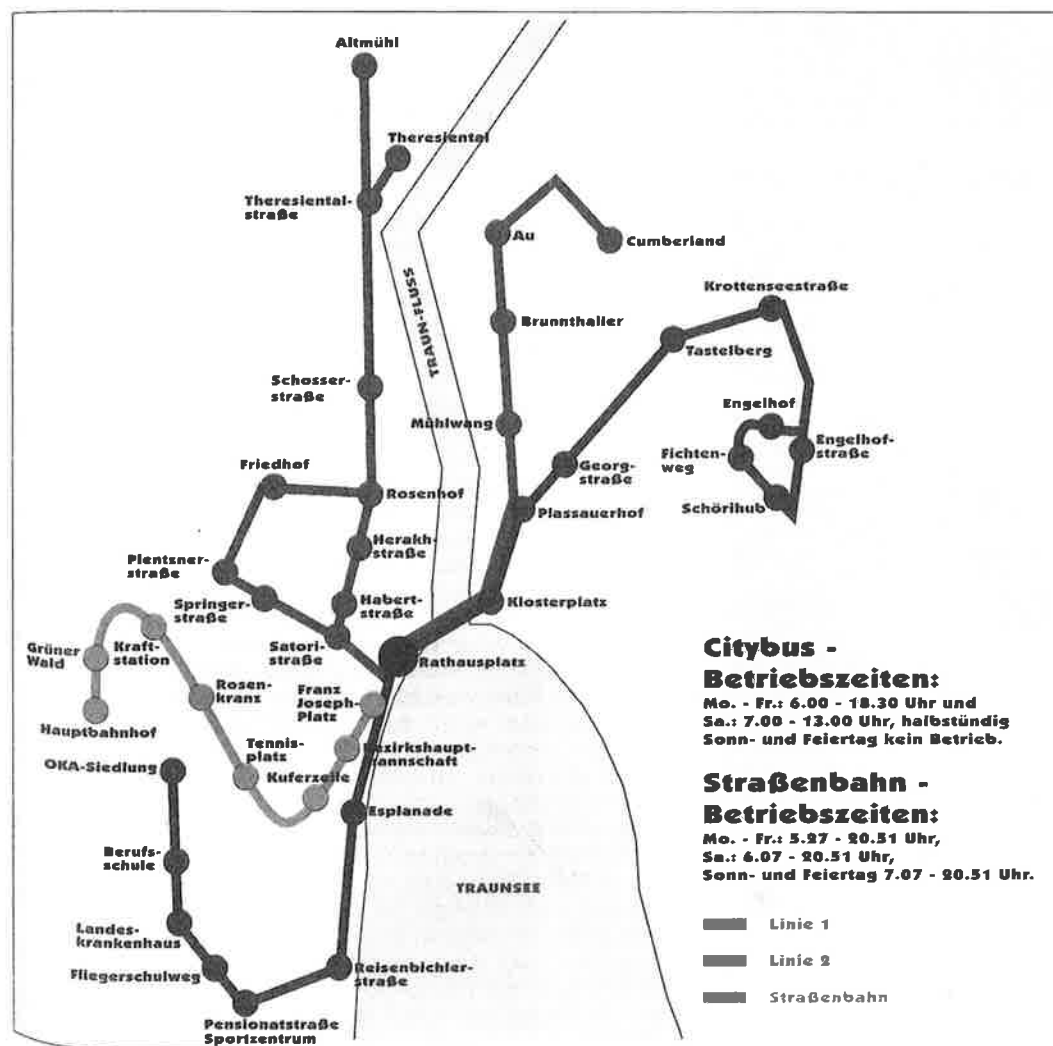 Altmühl
Theresiental
Theresiental-
straße
Au
Cumberland
TRAUN-FLUSS
Krottenseestraße
Brunnthaller
Tastelberg
Schosser-
straße
Mühlwang
Engelhof
Engelhof-
straße
Fichten-
weg
Georg-
straße
Friedhof
Rosenhof
Plassauerhof
Schörihub
Herakh-
straße
Plentzner-
straße
Springer-
straße
Habert-
straße
Klosterplatz
Grüner
Wald
Kraft-
station
Satori-
straße
Rathausplatz
Rosen-
kranz
Franz
Joseph-
Platz
Hauptbahnhof
Tennis-
platz
Bezirkshaupt-
mannschaft
OKA-Siedlung
Kuferzeile
Esplanade
Berufs-
schule
TRAUNSEE
Landes-
krankenhaus
Fliegerschulweg
Reisenbichler-
straße
Pensionatstraße
Sportzentrum
Citybus -
Betriebszeiten:
Mo. - Fr.: 6.00 - 18.30 Uhr und
Sa.: 7.00 - 13.00 Uhr, halbstündig
Sonn- und Feiertag kein Betrieb.
Straßenbahn -
Betriebszeiten:
Mo. - Fr.: 5.27 - 20.51 Uhr,
Sa.: 6.07 - 20.51 Uhr,
Sonn- und Feiertag 7.07 - 20.51 Uhr.
Linie 1
Linie 2
Straßenbahn